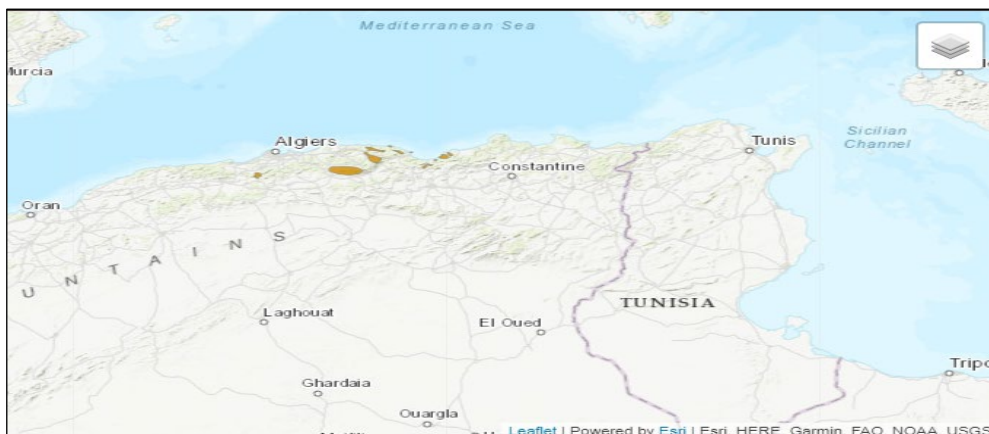 Mediterranean Sea
Murcia
Algiers
Tunis
Sicilian
Channel
Constantine
Oran
U N T A I N S
TUNISIA
Laghouat
El Oued
Tripo
Ghardaia
Ouargla
Leaflet | Powered by Esri | Esri, HERE, Garmin, FAO, NOAA, USGS